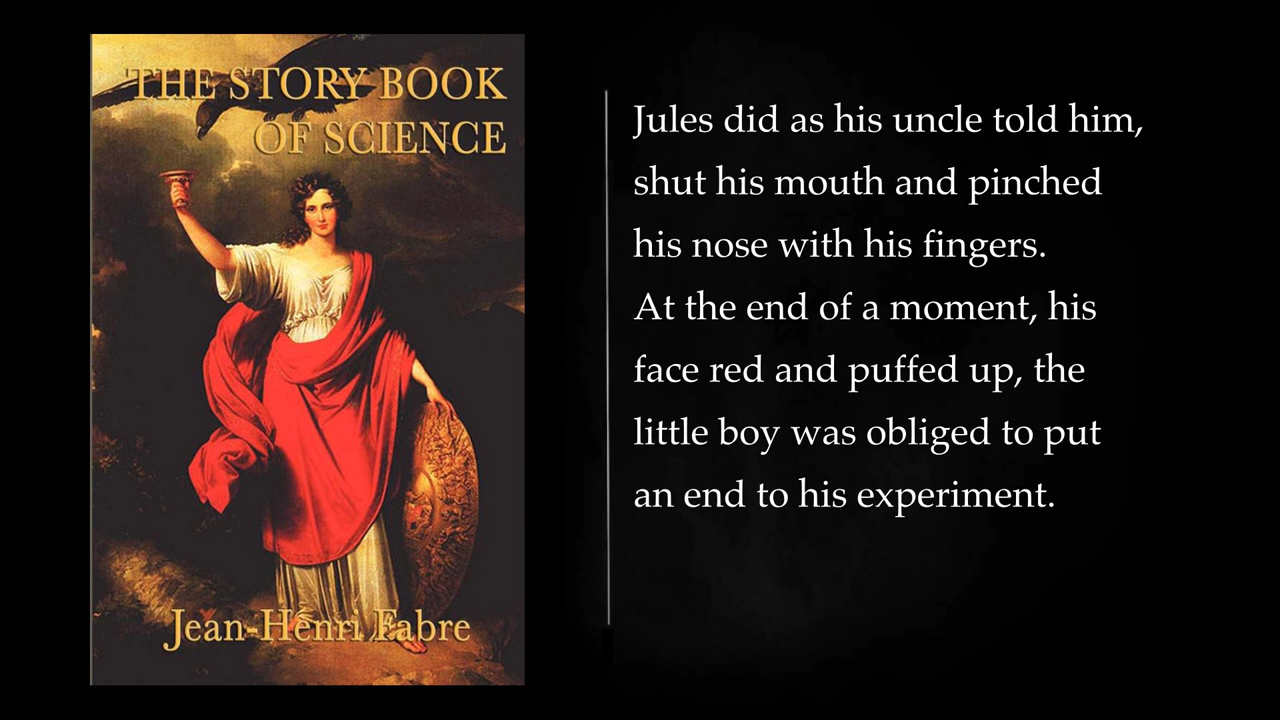 THE STORY BOOK
OF SCIENCE
Jean-Henri Fabre
Jules did as his uncle told him,
shut his mouth and pinched
his nose with his fingers.
At the end of a moment, his
face red and puffed up, the
little boy was obliged to put
an end to his experiment.